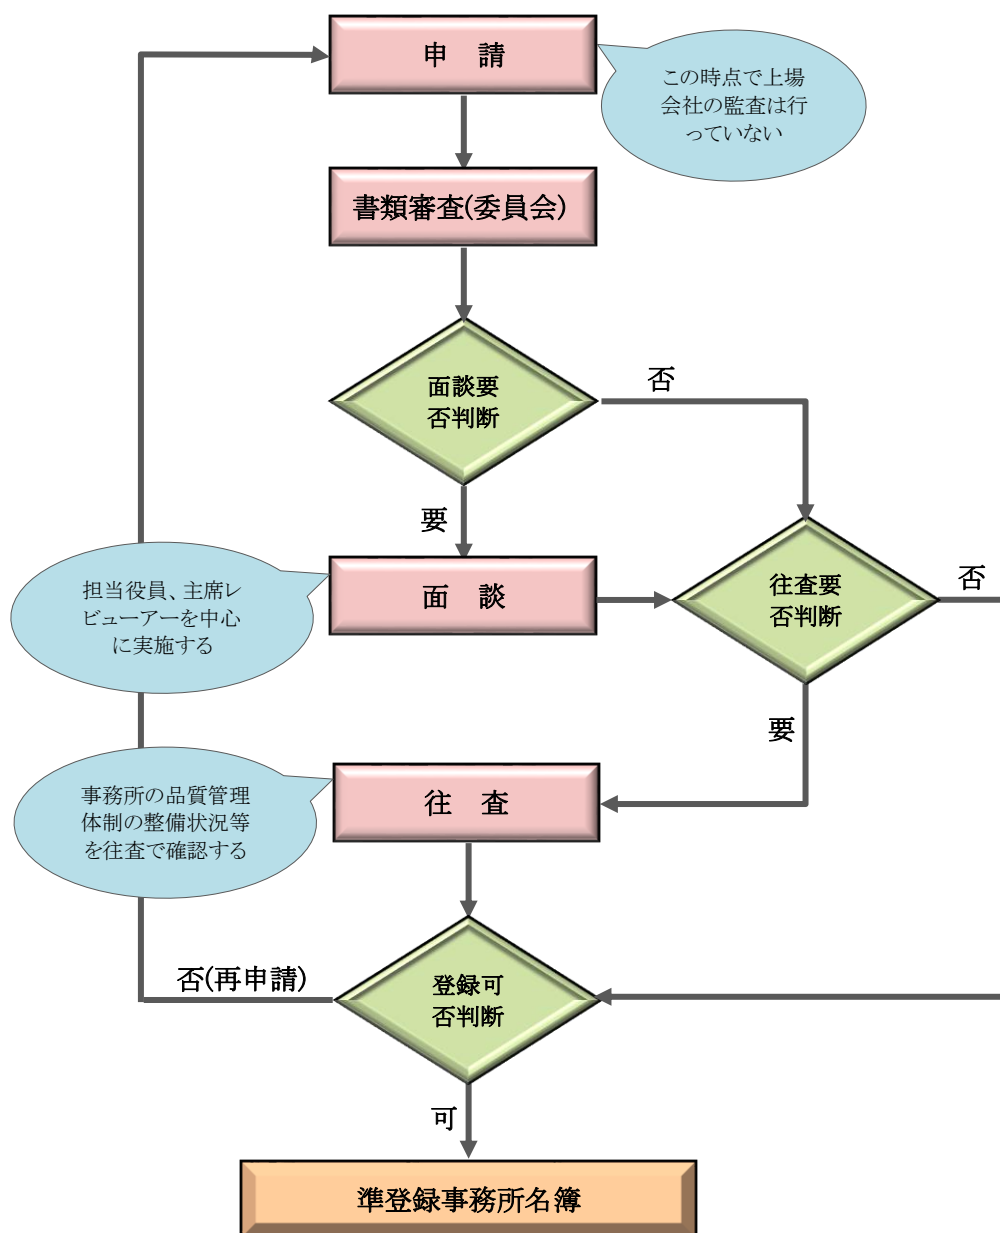 申　請
この時点で上場
会社の監査は行
っていない
書類審査(委員会)
面談要
否判断
否
要
担当役員、主席レ
ビューアーを中心
に実施する
面　談
往査要
否判断
否
要
事務所の品質管理
体制の整備状況等
を往査で確認する
往　査
否(再申請)
登録可
否判断
可
準登録事務所名簿